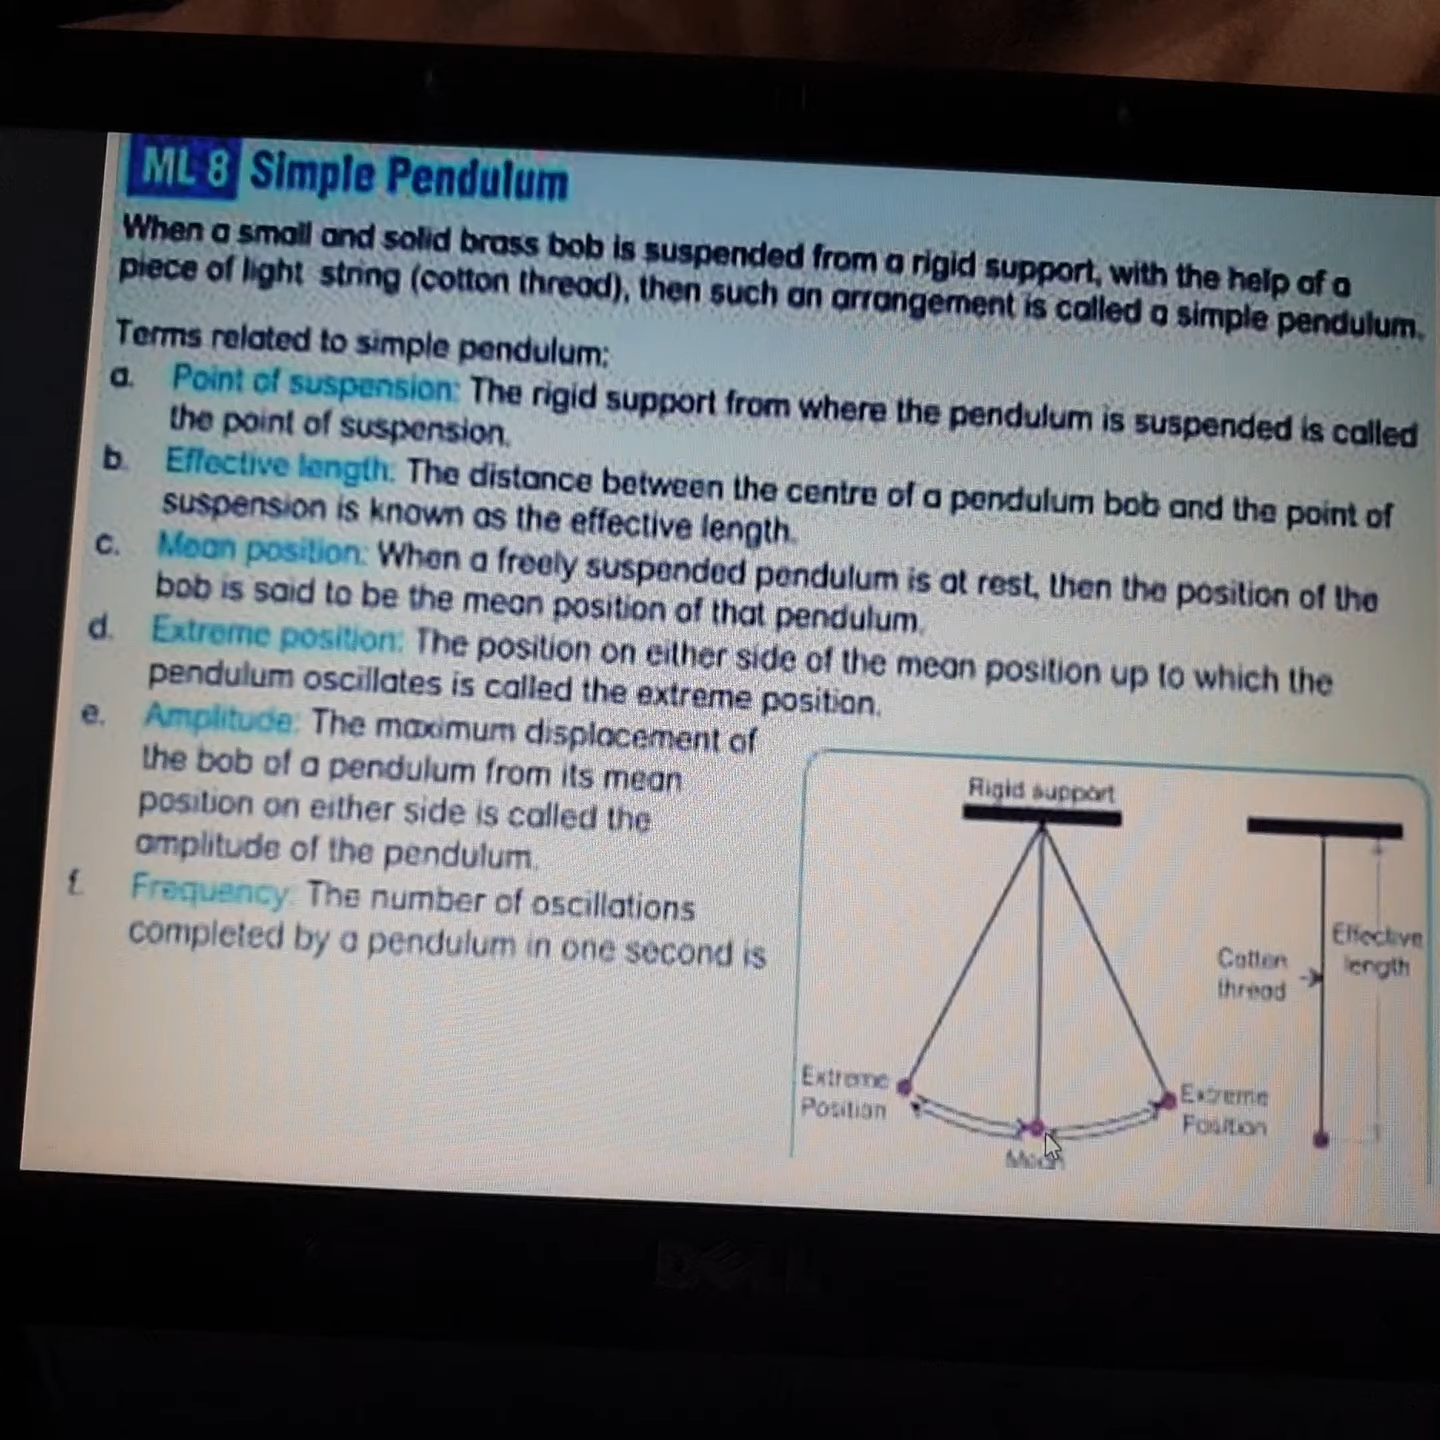 ML 8 Simple Pendulum
When a small and solid brass bob is suspended from a rigid support, with the help of a
piece of light string (cotton thread), then such an arrangement is called a simple pendulum.
Terms related to simple pendulum;
a. Point of suspension: The rigid support from where the pendulum is suspended is called
the point of suspension.
b. Effective length: The distance between the centre of a pendulum bob and the point of
suspension is known as the effective length.
c. Mean position: When a freely suspended pendulum is at rest, then the position of the
bob is said to be the mean position of that pendulum.
d. Extreme position: The position on either side of the mean position up to which the
pendulum oscillates is called the extreme position.
e. Amplitude: The maximum displacement of
the bob of a pendulum from its mean
position on either side is called the
amplitude of the pendulum.
f. Frequency: The number of oscillations
completed by a pendulum in one second is
Rigid support
Effective
length
Cotten
thread
Extreme
Position
Extreme
Position
Mean
DELL